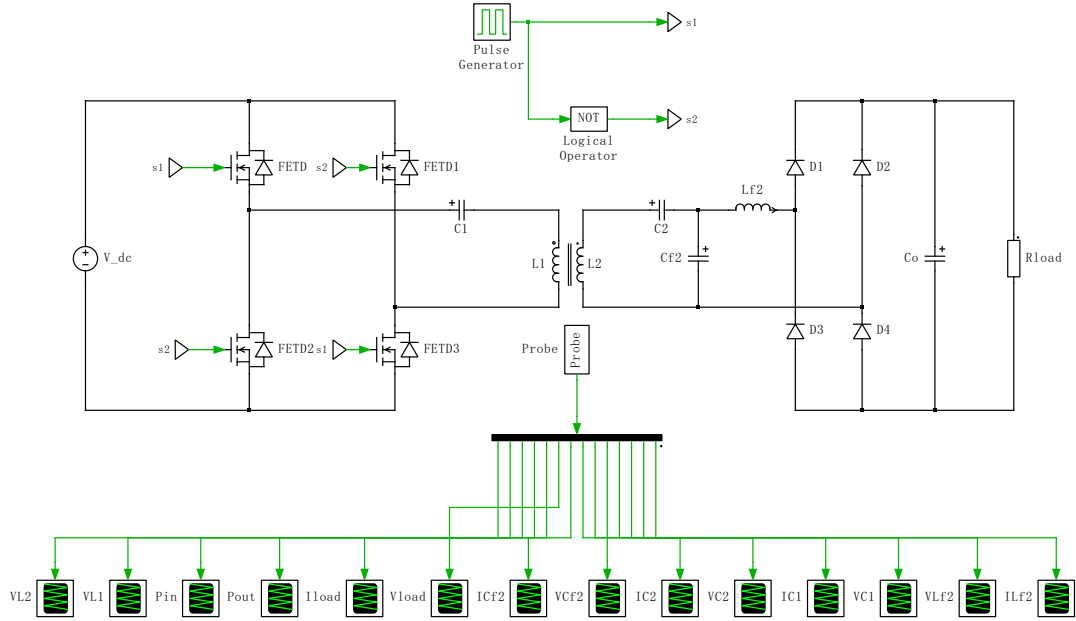 s1
Pulse
Generator
NOT
s2
Logical
Operator
s1
FETD
s2
FETD1
D1
D2
Lf2
C1
C2
V_dc
L1
L2
Cf2
Co
Rload
s2
FETD2
s1
FETD3
Probe
Probe
D3
D4
VL2
VL1
Pin
Pout
Iload
Vload
ICf2
VCf2
IC2
VC2
IC1
VC1
VLf2
ILf2